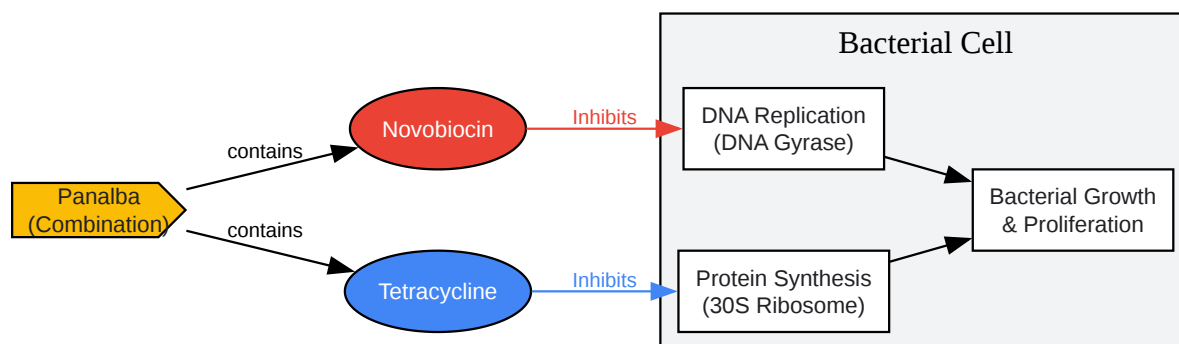 Bacterial Cell
Panalba
(Combination)
contains
contains
Novobiocin
Tetracycline
Inhibits
Inhibits
DNA Replication
(DNA Gyrase)
Protein Synthesis
(30S Ribosome)
Bacterial Growth
& Proliferation